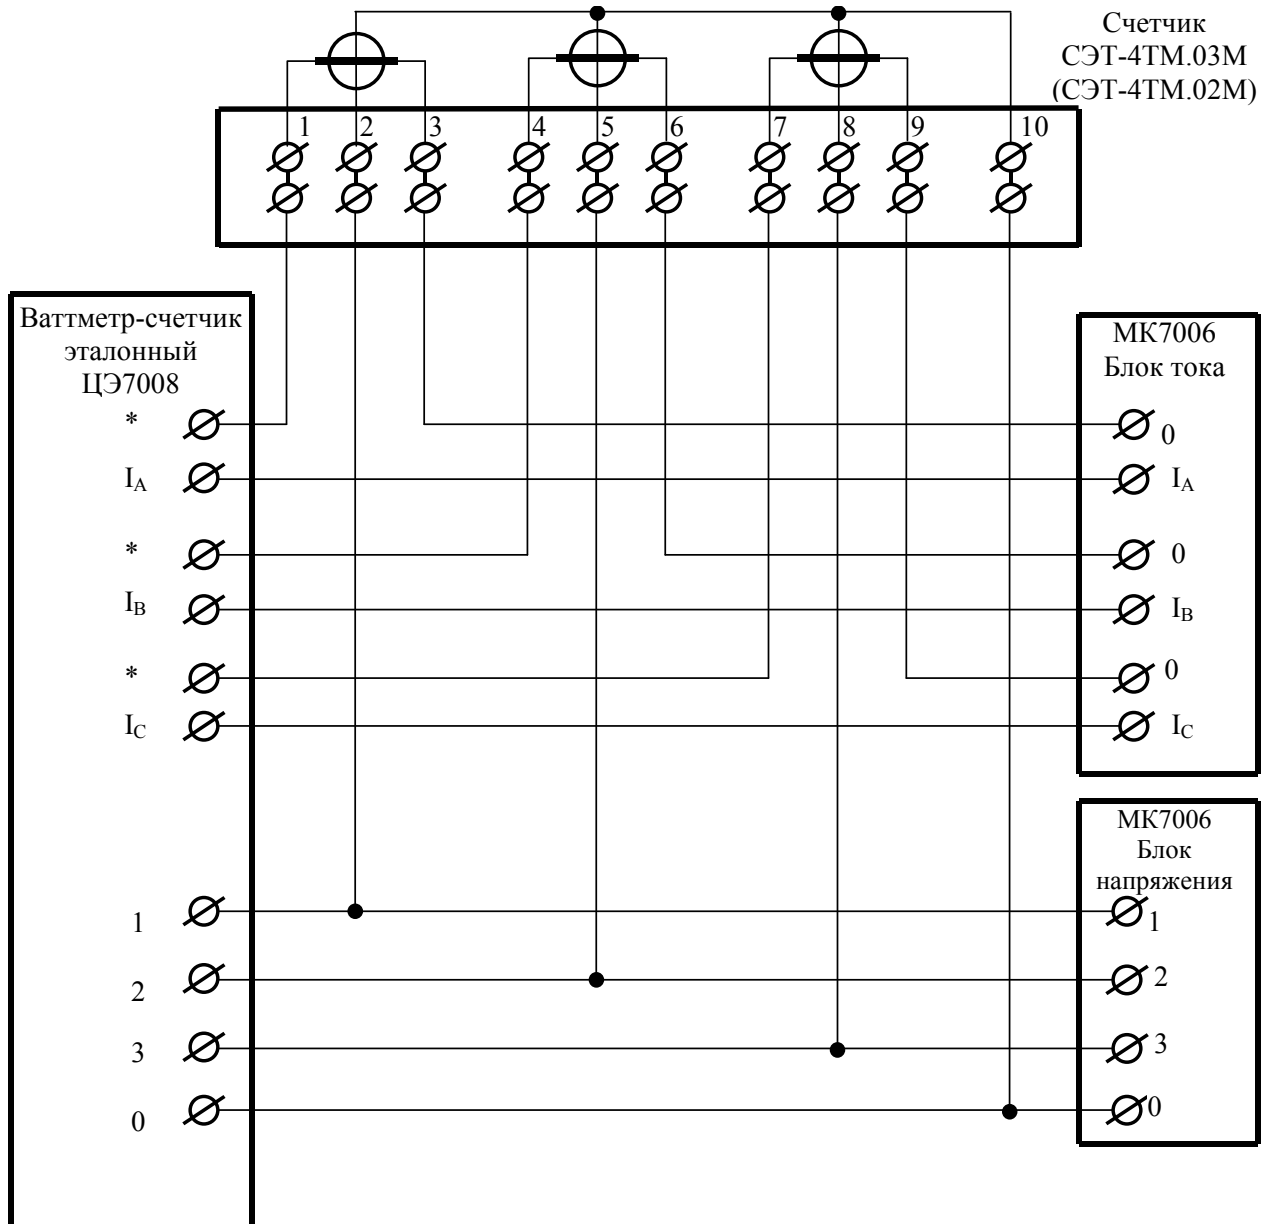 Счетчик
СЭТ-4ТМ.03М
(СЭТ-4ТМ.02М)
1 2 3 4 5 6 7 8 9 10
Ваттметр-счетчик
эталонный
ЦЭ7008
*
IA
*
IB
*
IC
1
2
3
0
МК7006
Блок тока
0
IA
0
IB
0
IC
МК7006
Блок
напряжения
1
2
3
0